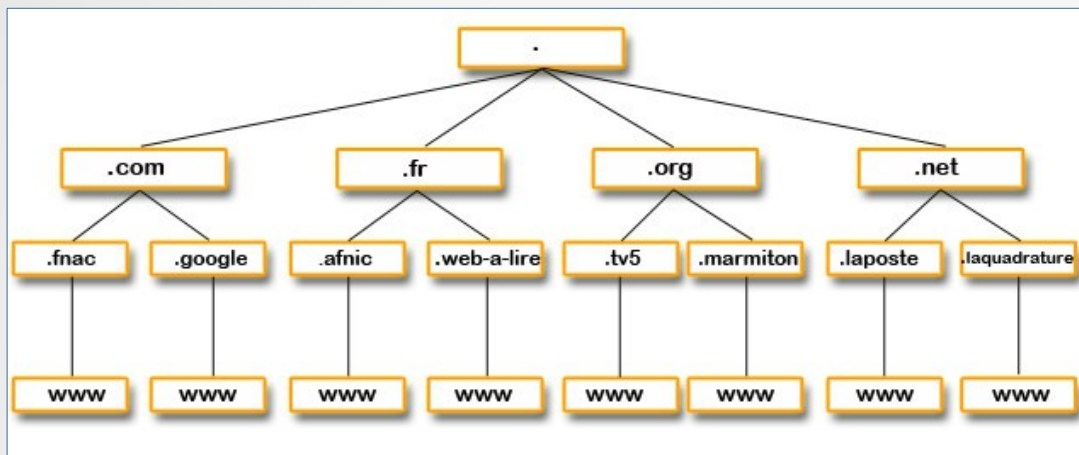 .
.com .fr .org .net
.fnac .google .afnic .web-a-lire .tv5 .marmiton .laposte .laquadrature
www www www www www www www www